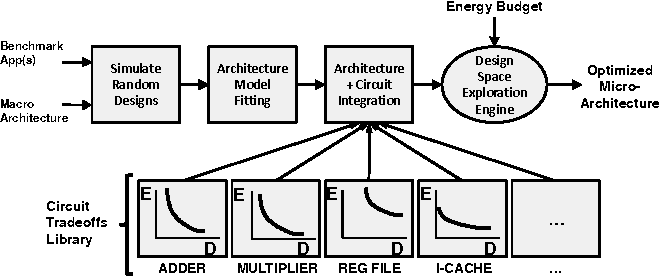 Energy Budget
Benchmark
App(s)
Macro
Architecture
Simulate
Random
Designs
Architecture
Model
Fitting
Architecture
+ Circuit
Integration
Design
Space
Exploration
Engine
Optimized
Micro-
Architecture
Circuit
Tradeoffs
Library
E
D
ADDER
E
D
MULTIPLIER
E
D
REG FILE
E
D
I-CACHE
...
...